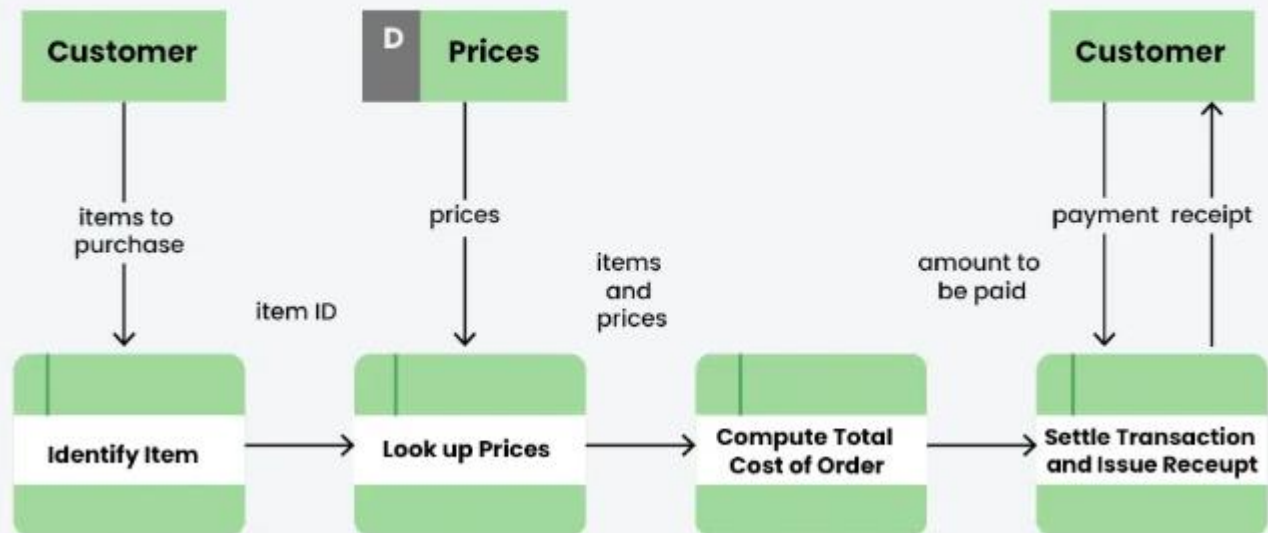 Customer
D
Prices
Customer
items to
purchase
prices
payment
receipt
item ID
items
and
prices
amount to
be paid
Identify Item
Look up Prices
Compute Total
Cost of Order
Settle Transaction
and Issue Receupt